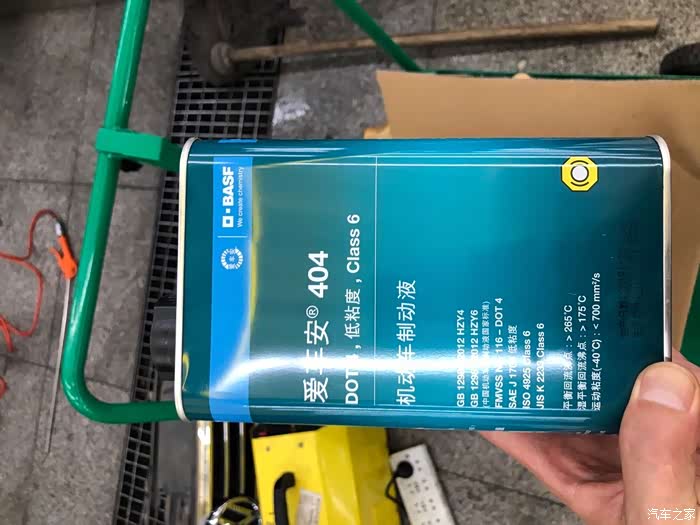 BASF
We create chemistry
爱车安
爱车安® 404
DOT 4, 低粘度, Class 6
机动车制动液
GB 12981-2012 HZY4
GB 12981-2012 HZY6
FMVSS No. 116 - DOT 4
SAE J 1704 低粘度
ISO 4925 Class 6
JIS K 2233 Class 6
平衡回流沸点: > 265°C
湿平衡回流沸点: > 175°C
运动粘度(-40°C): < 700 mm²/s
汽车之家